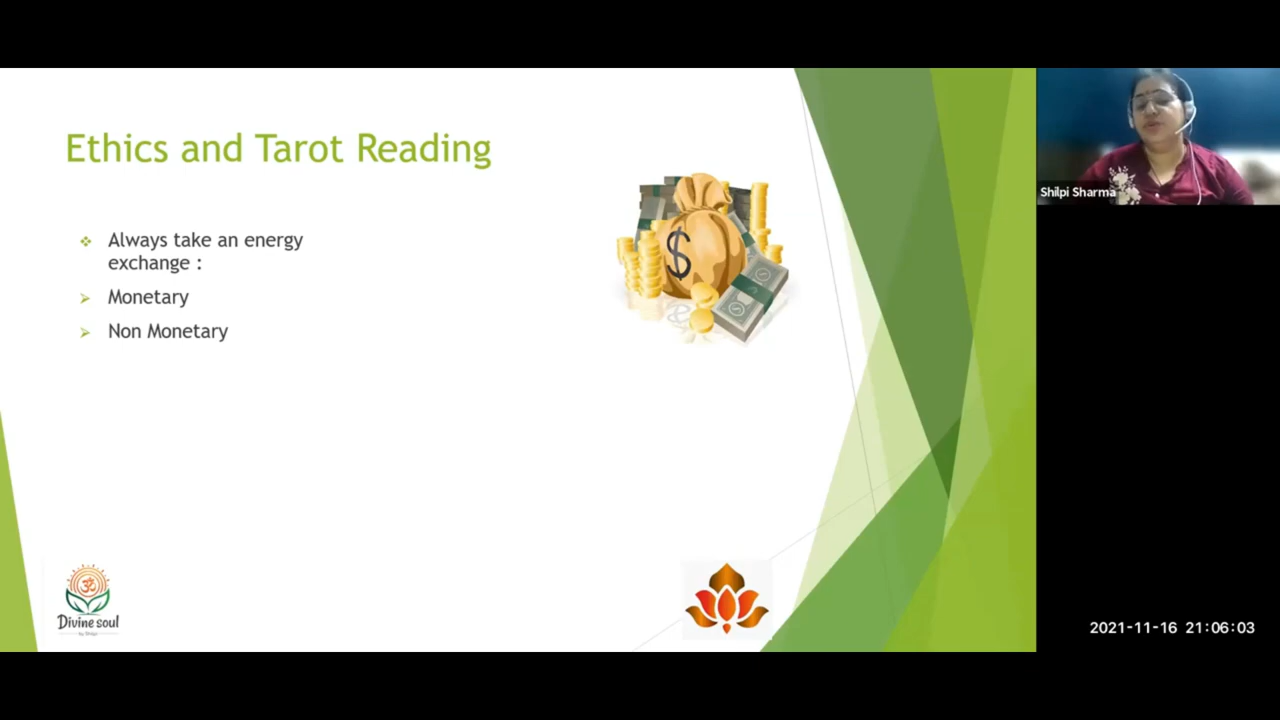 Ethics and Tarot Reading
Always take an energy
exchange :
Monetary
Non Monetary
$
ॐ
Divine soul
Shilpi Sharma
2021-11-16 21:06:03